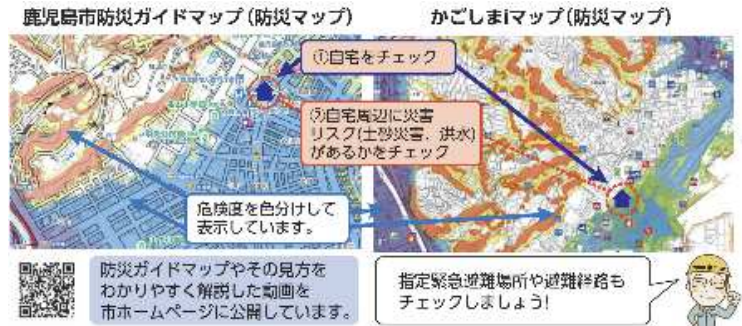 鹿児島市防災ガイドマップ(防災マップ)
かごしまiマップ(防災マップ)
①自宅をチェック
②自宅周辺に災害
リスク(土砂災害、洪水)
があるかをチェック
危険度を色分けして
表示しています。
防災ガイドマップやその見方を
わかりやすく解説した動画を
市ホームページに公開しています。
指定緊急避難場所や避難経路も
チェックしましょう!